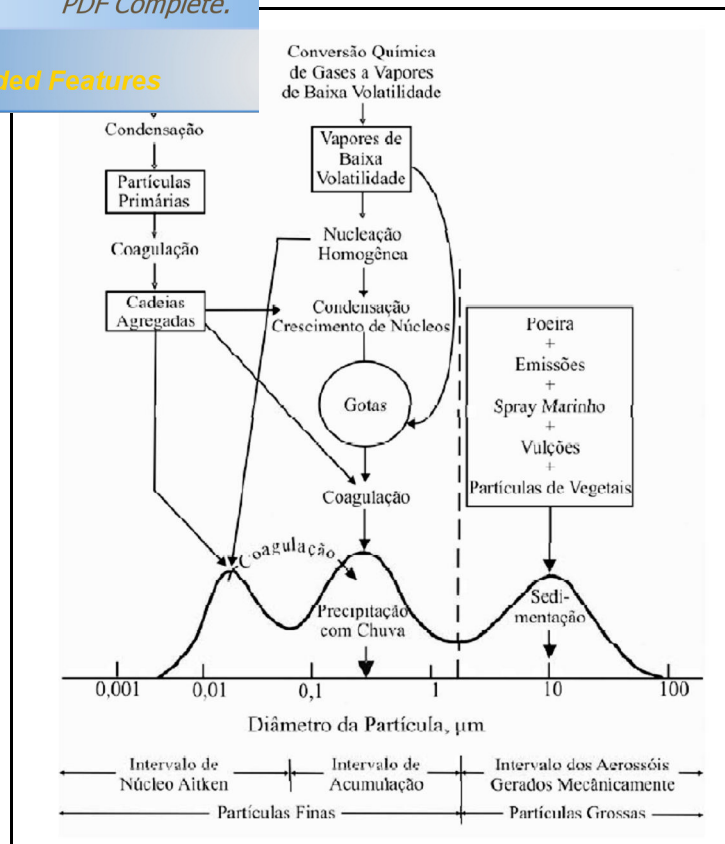 PDF Complete.
ded Features
Conversão Química
de Gases a Vapores
de Baixa Volatilidade
Condensação
Partículas
Primárias
Coagulação
Cadeias
Agregadas
Vapores de
Baixa
Volatilidade
Nucleação
Homogênea
Condensação
Crescimento de Núcleos
Gotas
Coagulação
Poeira
+
Emissões
+
Spray Marinho
+
Vulções
+
Partículas de Vegetais
Coagulação
Precipitação
com Chuva
Sedi-
mentação
0,001 0,01 0,1 1 10 100
Diâmetro da Partícula, μm
Intervalo de
Núcleo Aitken
Intervalo de
Acumulação
Intervalo dos Aerossóis
Gerados Mecânicamente
Partículas Finas
Partículas Grossas